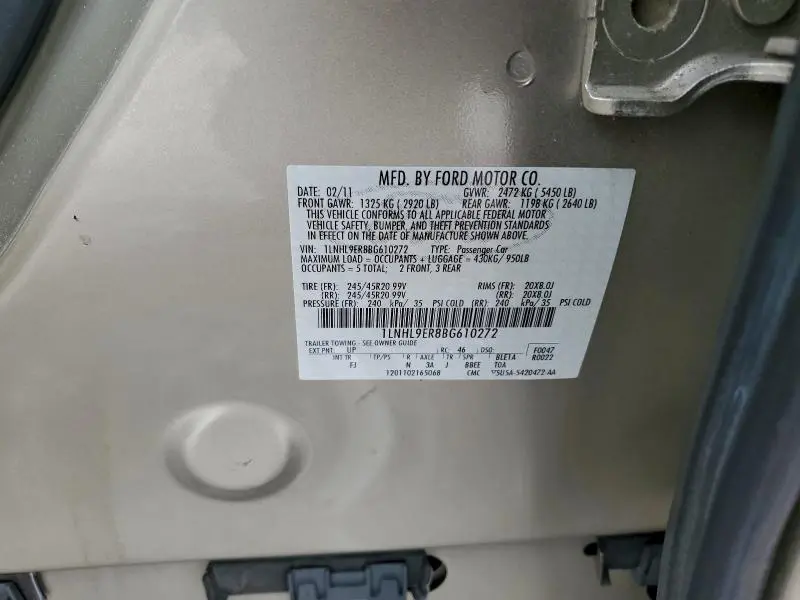 MFD. BY FORD MOTOR CO.
DATE: 02/11 GVWR: 2472 KG ( 5450 LB)
FRONT GAWR: 1325 KG ( 2920 LB) REAR GAWR: 1198 KG ( 2640 LB)
THIS VEHICLE CONFORMS TO ALL APPLICABLE FEDERAL MOTOR
VEHICLE SAFETY, BUMPER, AND THEFT PREVENTION STANDARDS
IN EFFECT ON THE DATE OF MANUFACTURE SHOWN ABOVE.
VIN: 1LNHL9ER8BG610272 TYPE: Passenger Car
MAXIMUM LOAD = OCCUPANTS + LUGGAGE = 430KG/ 950LB
OCCUPANTS = 5 TOTAL; 2 FRONT, 3 REAR
TIRE (FR): 245/45R20 99V RIMS (FR): 20X8.0J
(RR): 245/45R20 99V (RR): 20X8.0J
PRESSURE (FR): 240 kPa/ 35 PSI COLD (RR): 240 kPa/ 35 PSI COLD
1LNHL9ER8BG610272
TRAILER TOWING - SEE OWNER GUIDE
EXT PNT: UP RC: 46 DSO: F0047
INT TR TP/PS R AXLE TR SPR BLETA R0022
FJ N 3A J BBEE TOA
1201102165068 CMC 5U5A-5420472-AA